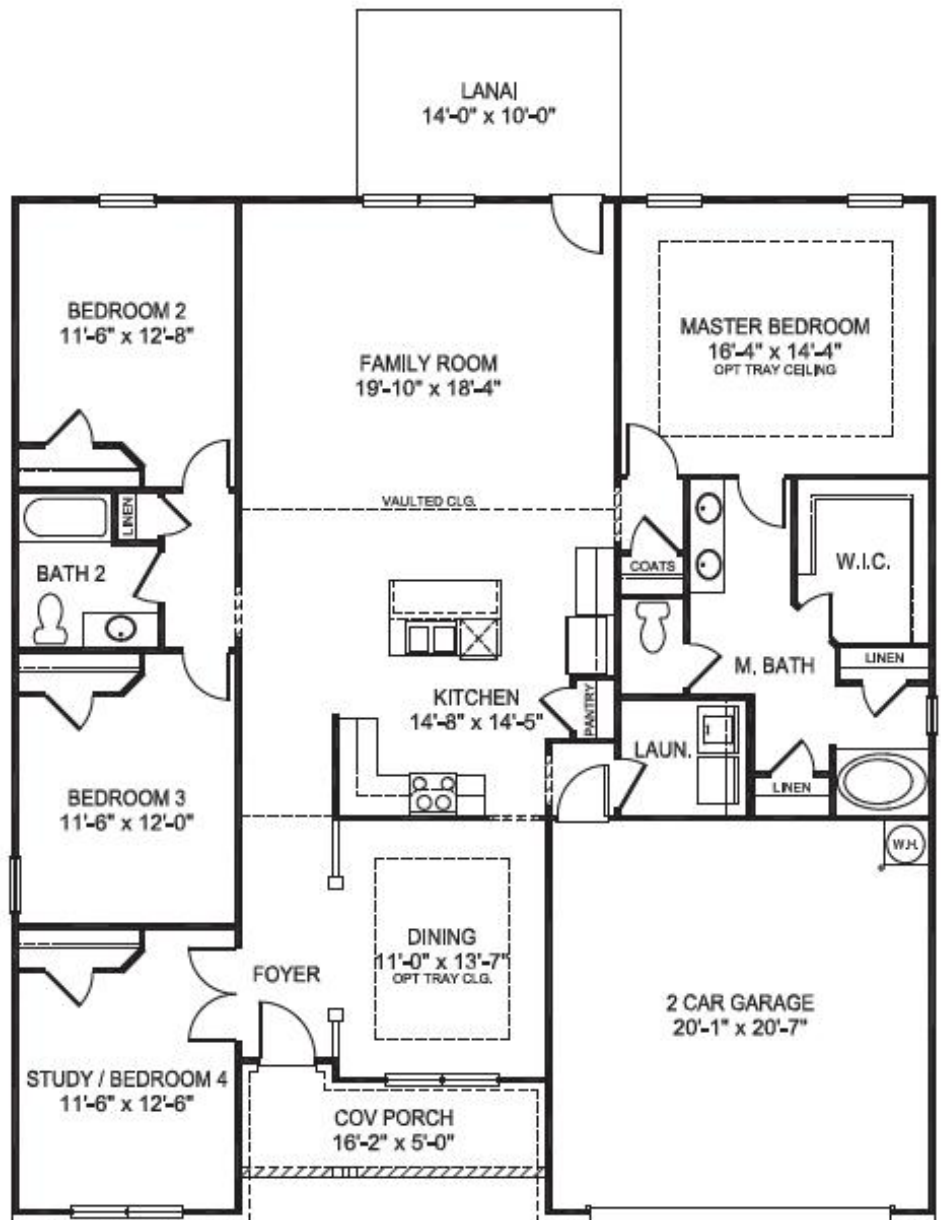 LANAI
14'-0" x 10'-0"
BEDROOM 2
11'-6" x 12'-8"
FAMILY ROOM
19'-10" x 18'-4"
MASTER BEDROOM
16'-4" x 14'-4"
OPT TRAY CEILING
VAULTED CLG.
LINEN
BATH 2
COATS
W.I.C.
M. BATH
LINEN
KITCHEN
14'-8" x 14'-5"
PANTRY
LAUN.
LINEN
BEDROOM 3
11'-6" x 12'-0"
W.H.
DINING
11'-0" x 13'-7"
OPT TRAY CLG.
FOYER
2 CAR GARAGE
20'-1" x 20'-7"
STUDY / BEDROOM 4
11'-6" x 12'-6"
COV PORCH
16'-2" x 5'-0"